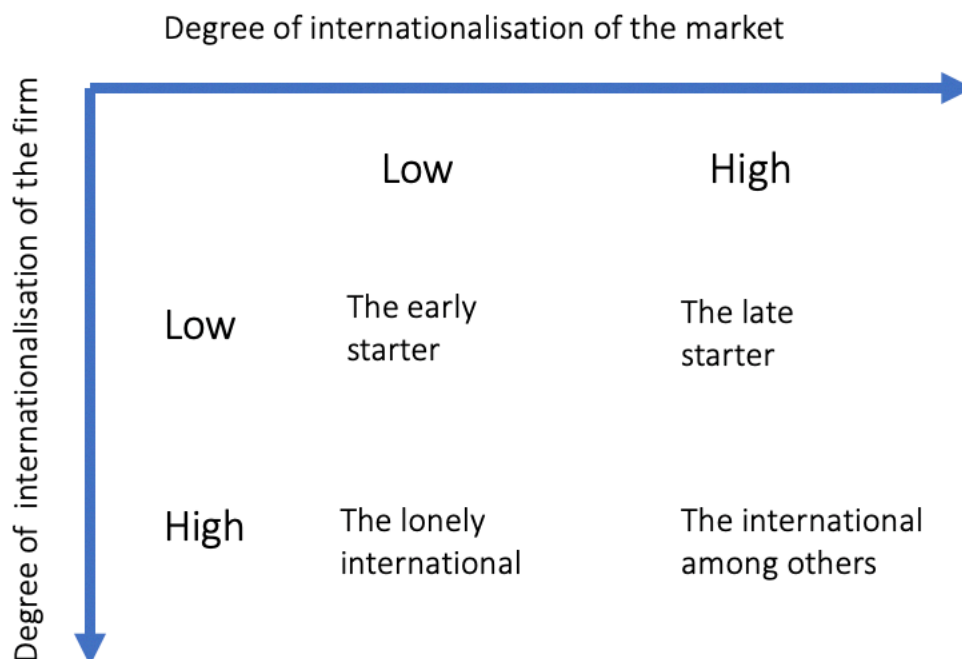 Degree of internationalisation of the market
Degree of  internationalisation of the firm
Low
High
Low
The early
starter
The late
starter
High
The lonely
international
The international
among others